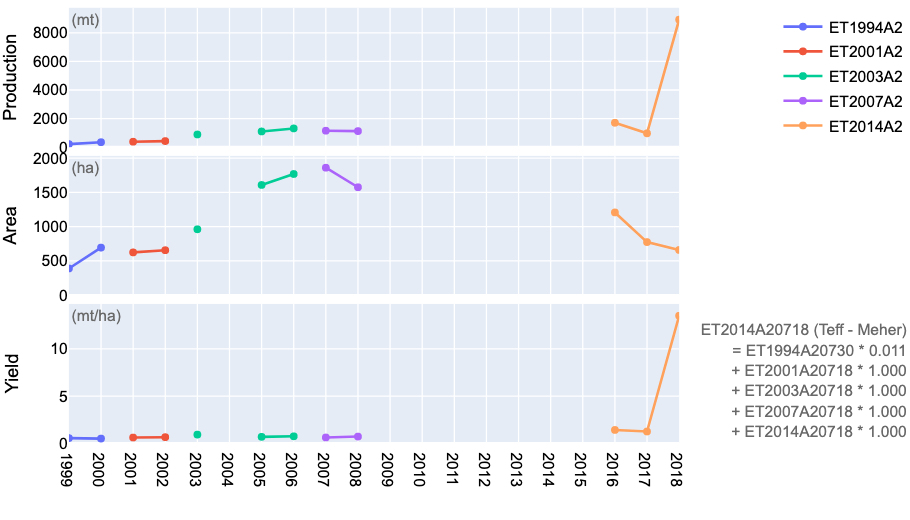 (mt)
Production
8000
6000
4000
2000
0
ET1994A2
ET2001A2
ET2003A2
ET2007A2
ET2014A2
(ha)
Area
2000
1500
1000
500
0
(mt/ha)
Yield
10
5
0
1999
2000
2001
2002
2003
2004
2005
2006
2007
2008
2009
2010
2011
2012
2013
2014
2015
2016
2017
2018
ET2014A20718 (Teff - Meher)
= ET1994A20730 * 0.011
+ ET2001A20718 * 1.000
+ ET2003A20718 * 1.000
+ ET2007A20718 * 1.000
+ ET2014A20718 * 1.000